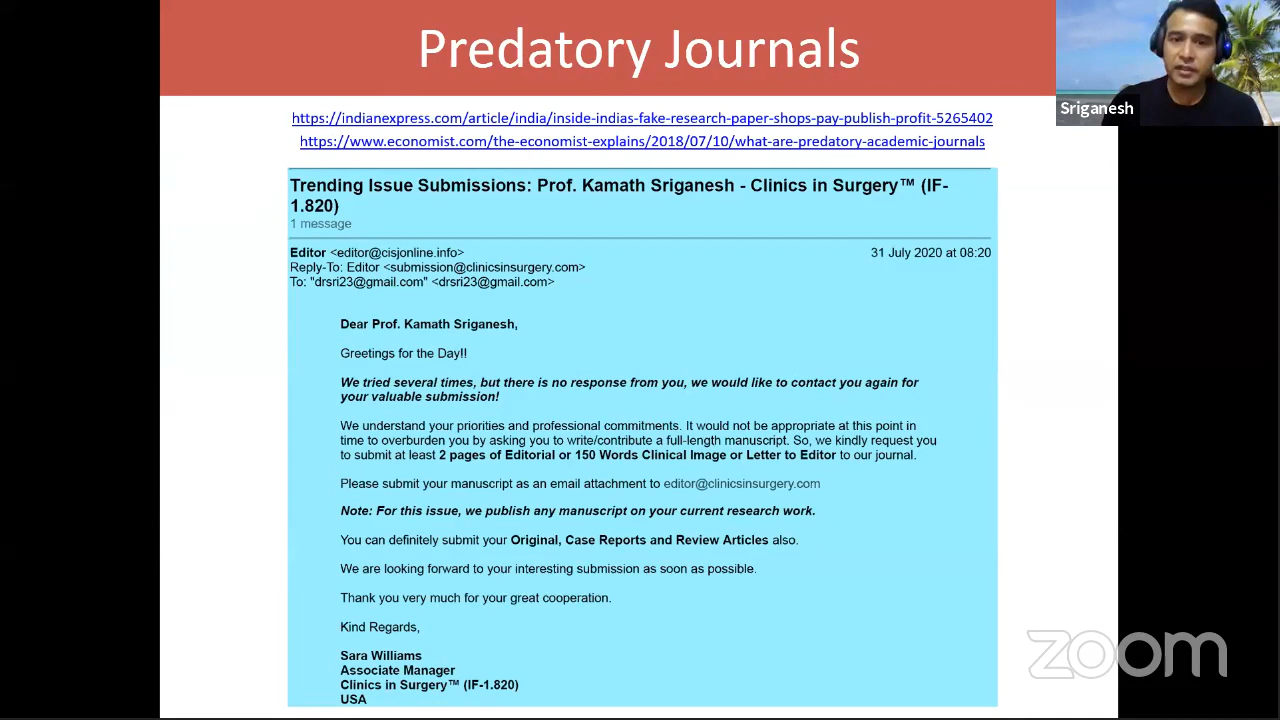 Predatory Journals
Sriganesh
https://indianexpress.com/article/india/inside-indias-fake-research-paper-shops-pay-publish-profit-5265402
https://www.economist.com/the-economist-explains/2018/07/10/what-are-predatory-academic-journals
Trending Issue Submissions: Prof. Kamath Sriganesh - Clinics in Surgery™ (IF-
1.820)
1 message
Editor <editor@cisjonline.info> 31 July 2020 at 08:20
Reply-To: Editor <submission@clinicsinsurgery.com>
To: "drsri23@gmail.com" <drsri23@gmail.com>
Dear Prof. Kamath Sriganesh,
Greetings for the Day!!
We tried several times, but there is no response from you, we would like to contact you again for
your valuable submission!
We understand your priorities and professional commitments. It would not be appropriate at this point in
time to overburden you by asking you to write/contribute a full-length manuscript. So, we kindly request you
to submit at least 2 pages of Editorial or 150 Words Clinical Image or Letter to Editor to our journal.
Please submit your manuscript as an email attachment to editor@clinicsinsurgery.com
Note: For this issue, we publish any manuscript on your current research work.
You can definitely submit your Original, Case Reports and Review Articles also.
We are looking forward to your interesting submission as soon as possible.
Thank you very much for your great cooperation.
Kind Regards,
Sara Williams
Associate Manager
Clinics in Surgery™ (IF-1.820)
USA
zoom